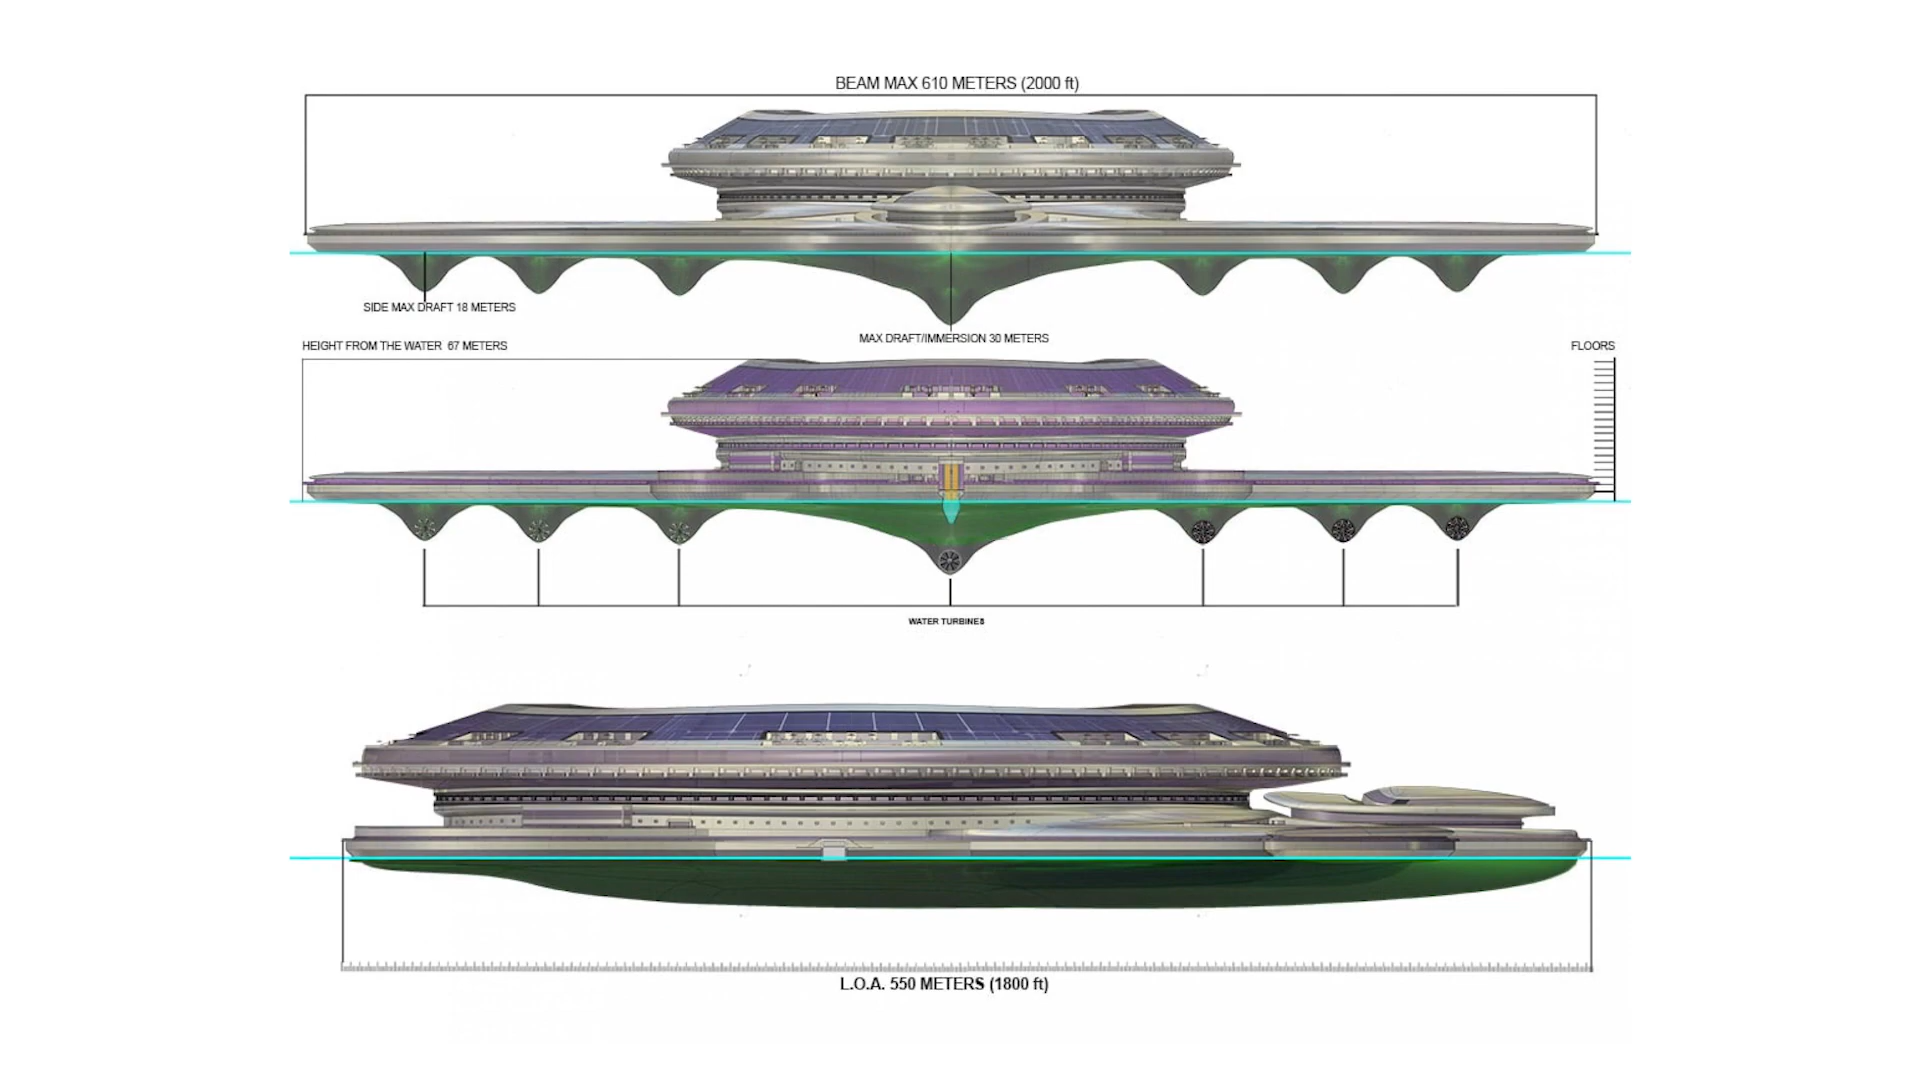 BEAM MAX 610 METERS (2000 ft)
SIDE MAX DRAFT 18 METERS
MAX DRAFT/IMMERSION 30 METERS
HEIGHT FROM THE WATER 67 METERS
FLOORS
WATER TURBINES
L.O.A. 550 METERS (1800 ft)